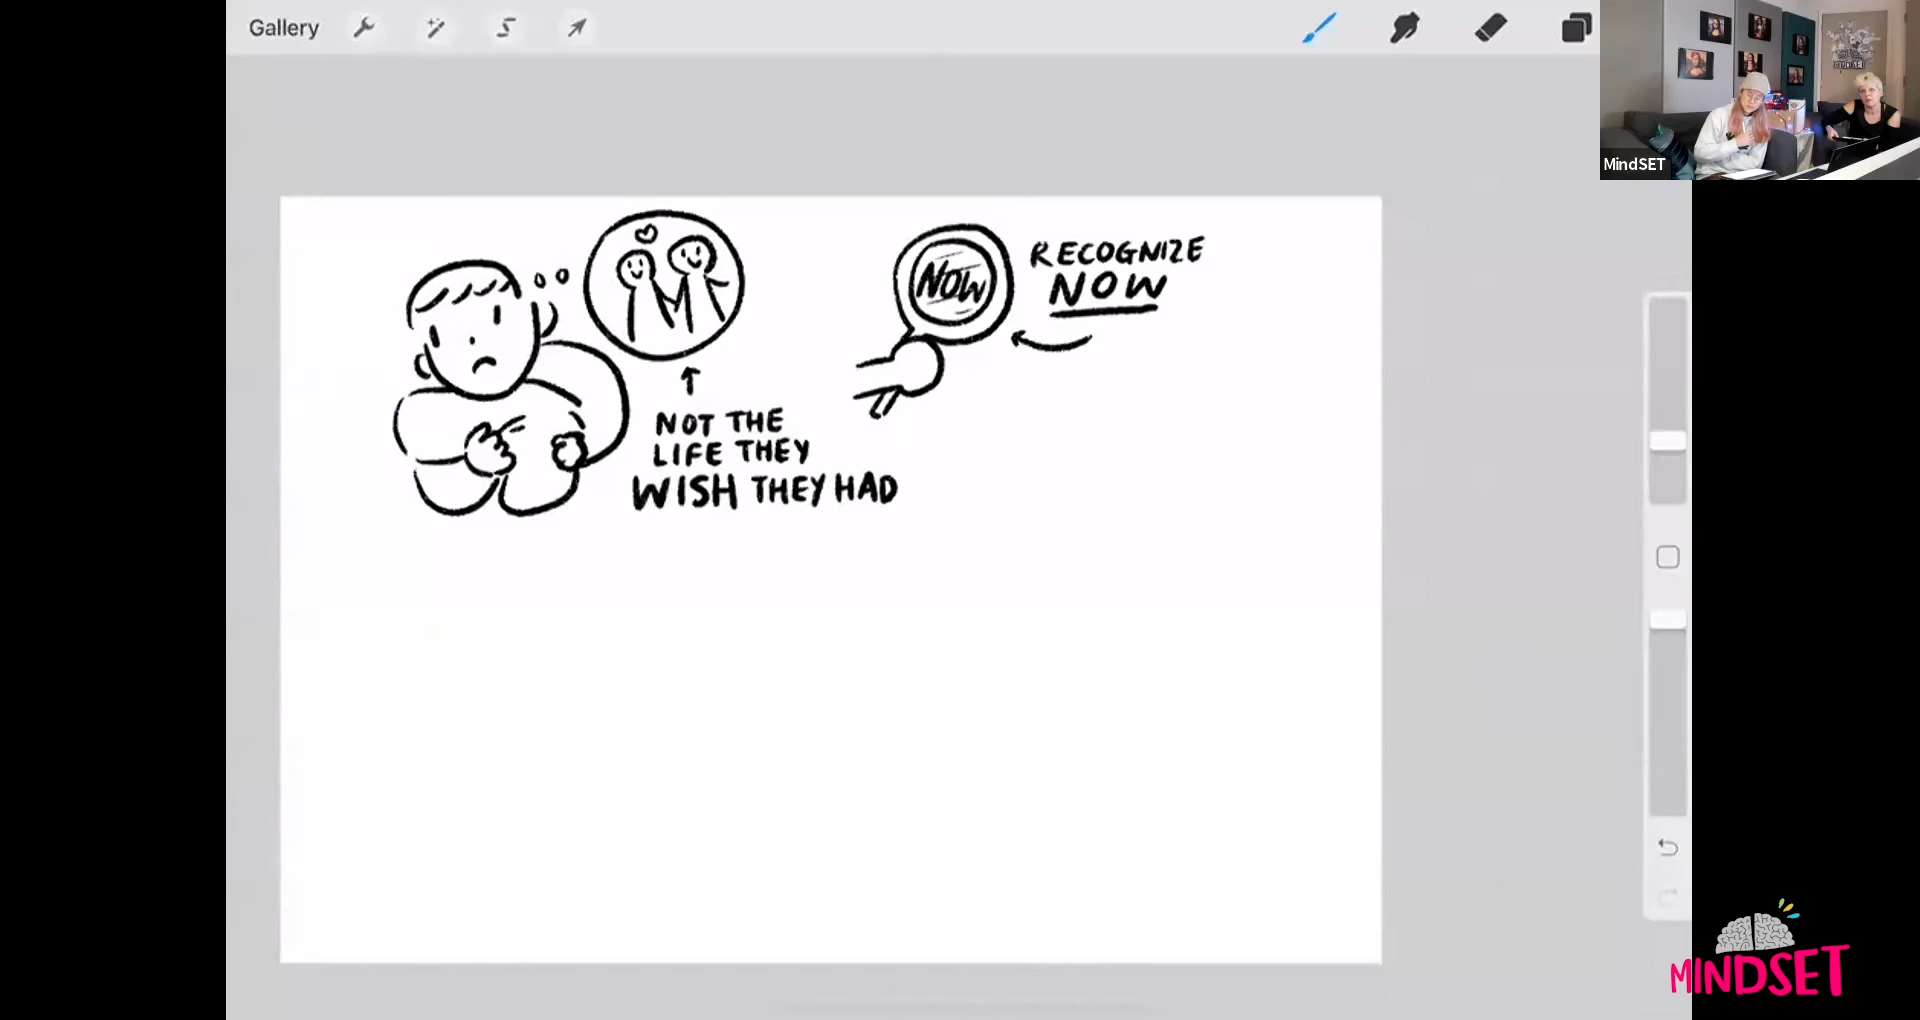 Gallery
MindSET
NOW
RECOGNIZE
NOW
NOT THE
LIFE THEY
WISH THEY HAD
MINDSET